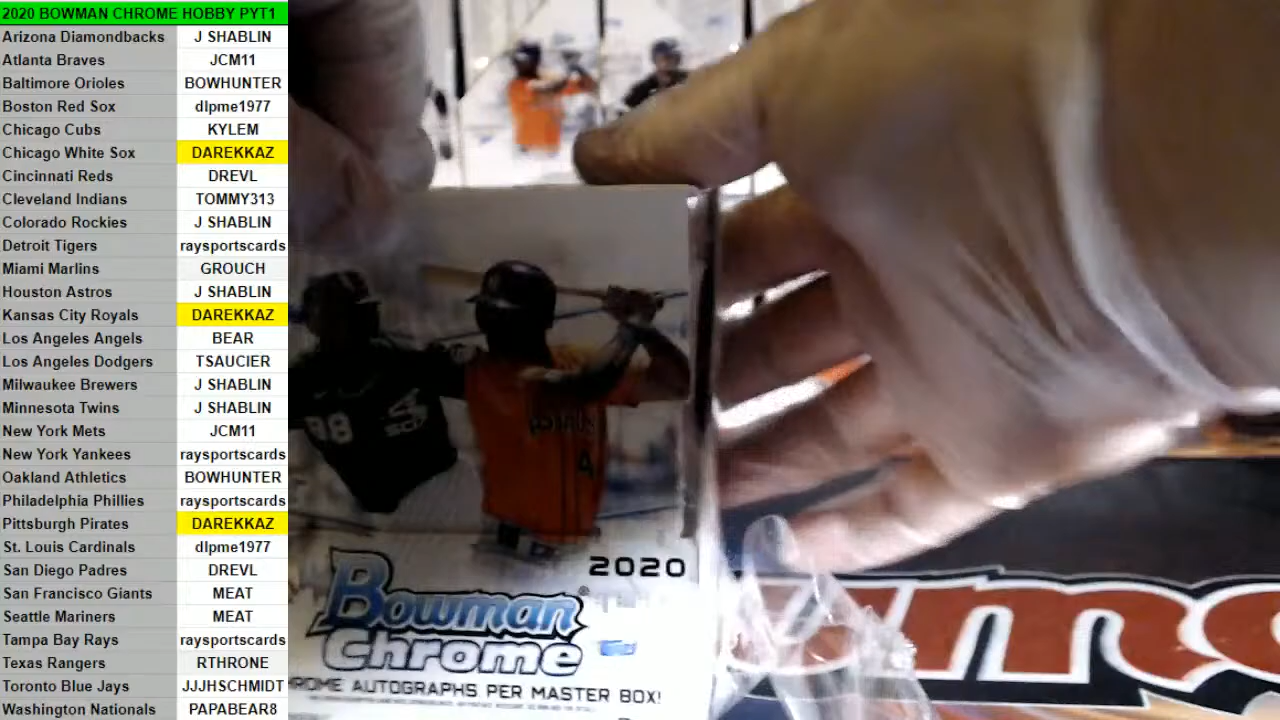 2020 BOWMAN CHROME HOBBY PYT1
Arizona Diamondbacks J SHABLIN
Atlanta Braves JCM11
Baltimore Orioles BOWHUNTER
Boston Red Sox dlpme1977
Chicago Cubs KYLEM
Chicago White Sox DAREKKAZ
Cincinnati Reds DREVL
Cleveland Indians TOMMY313
Colorado Rockies J SHABLIN
Detroit Tigers raysportscards
Miami Marlins GROUCH
Houston Astros J SHABLIN
Kansas City Royals DAREKKAZ
Los Angeles Angels BEAR
Los Angeles Dodgers TSAUCIER
Milwaukee Brewers J SHABLIN
Minnesota Twins J SHABLIN
New York Mets JCM11
New York Yankees raysportscards
Oakland Athletics BOWHUNTER
Philadelphia Phillies raysportscards
Pittsburgh Pirates DAREKKAZ
St. Louis Cardinals dlpme1977
San Diego Padres DREVL
San Francisco Giants MEAT
Seattle Mariners MEAT
Tampa Bay Rays raysportscards
Texas Rangers RTHRONE
Toronto Blue Jays JJJHSCHMIDT
Washington Nationals PAPABEAR8
88
SOX
4
2020
Bowman®
Chrome
AUTOGRAPHS PER MASTER BOX!